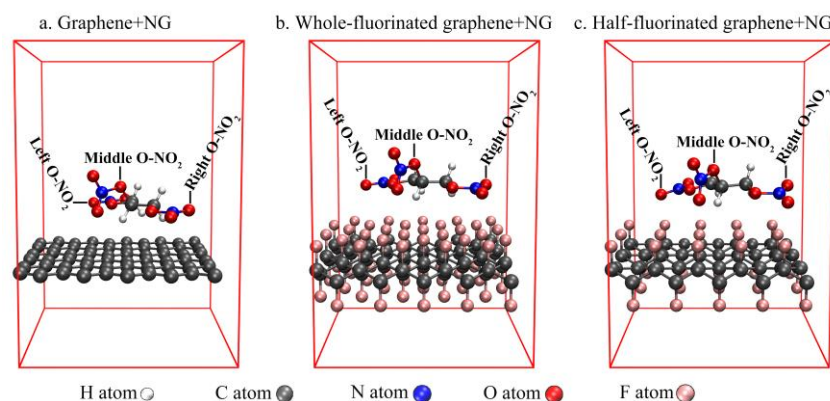 a. Graphene+NG
b. Whole-fluorinated graphene+NG
c. Half-fluorinated graphene+NG
Left O-NO₂
Middle O-NO₂
Right O-NO₂
Left O-NO₂
Middle O-NO₂
Right O-NO₂
Left O-NO₂
Middle O-NO₂
Right O-NO₂
H atom
C atom
N atom
O atom
F atom